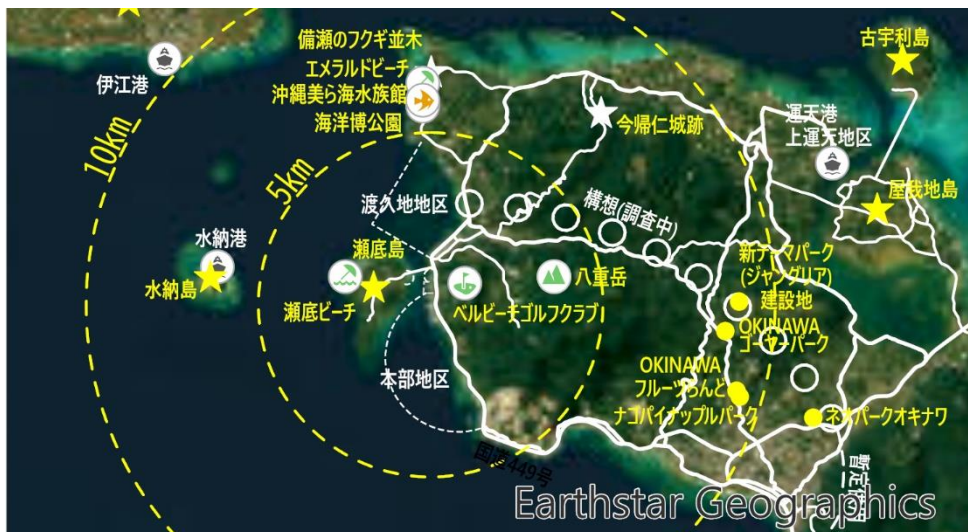 備瀬のフクギ並木
エメラルドビーチ
沖縄美ら海水族館
海洋博公園
伊江港
古宇利島
運天港
上運天地区
今帰仁城跡
10km
5km
屋我地島
渡久地地区
構想(調査中)
水納港
水納島
瀬底島
瀬底ビーチ
八重岳
ベルビーチゴルフクラブ
新テーマパーク
(ジャングリア)
建設地
OKINAWA
ゴーヤーパーク
本部地区
OKINAWA
フルーツらんど
ナゴパイナップルパーク
ネオパークオキナワ
国道449号
Earthstar Geographics